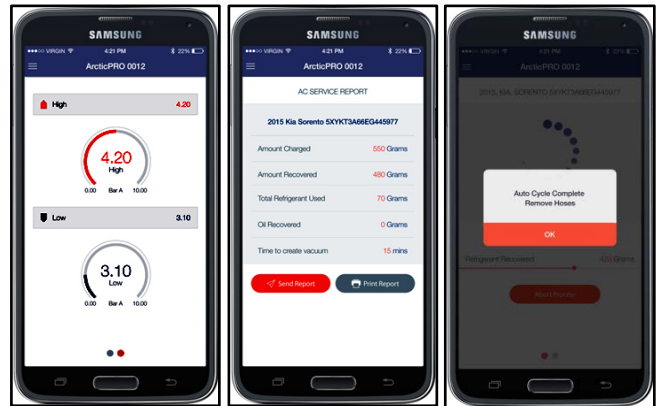 SAMSUNG
VIRGIN 4:21 PM 22%
ArcticPRO 0012
High 4.20
4.20
High
0.00 Bar A 10.00
Low 3.10
3.10
Low
0.00 Bar A 10.00
SAMSUNG
VIRGIN 4:21 PM 22%
ArcticPRO 0012
AC SERVICE REPORT
2015 Kia Sorento 5XYKT3A66EG445977
Amount Charged 550 Grams
Amount Recovered 480 Grams
Total Refrigerant Used 70 Grams
Oil Recovered 0 Grams
Time to create vacuum 15 mins
Send Report Print Report
SAMSUNG
VIRGIN 4:21 PM 22%
ArcticPRO 0012
2015, KIA, SORENTO 5XYKT3A66EG445977
Auto Cycle Complete
Remove Hoses
OK
Refrigerant Recovered Grams